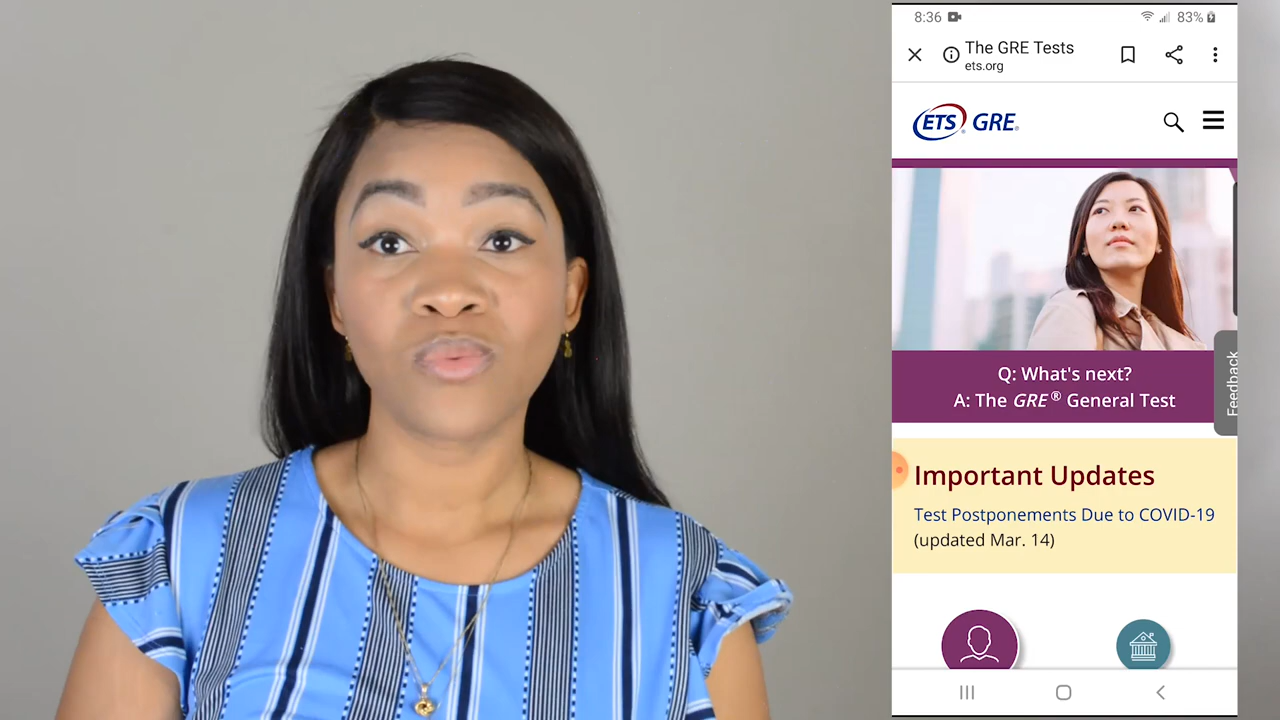 8:36
83%
The GRE Tests
ets.org
ETS GRE®
Q: What's next?
A: The GRE® General Test
Feedback
Important Updates
Test Postponements Due to COVID-19
(updated Mar. 14)